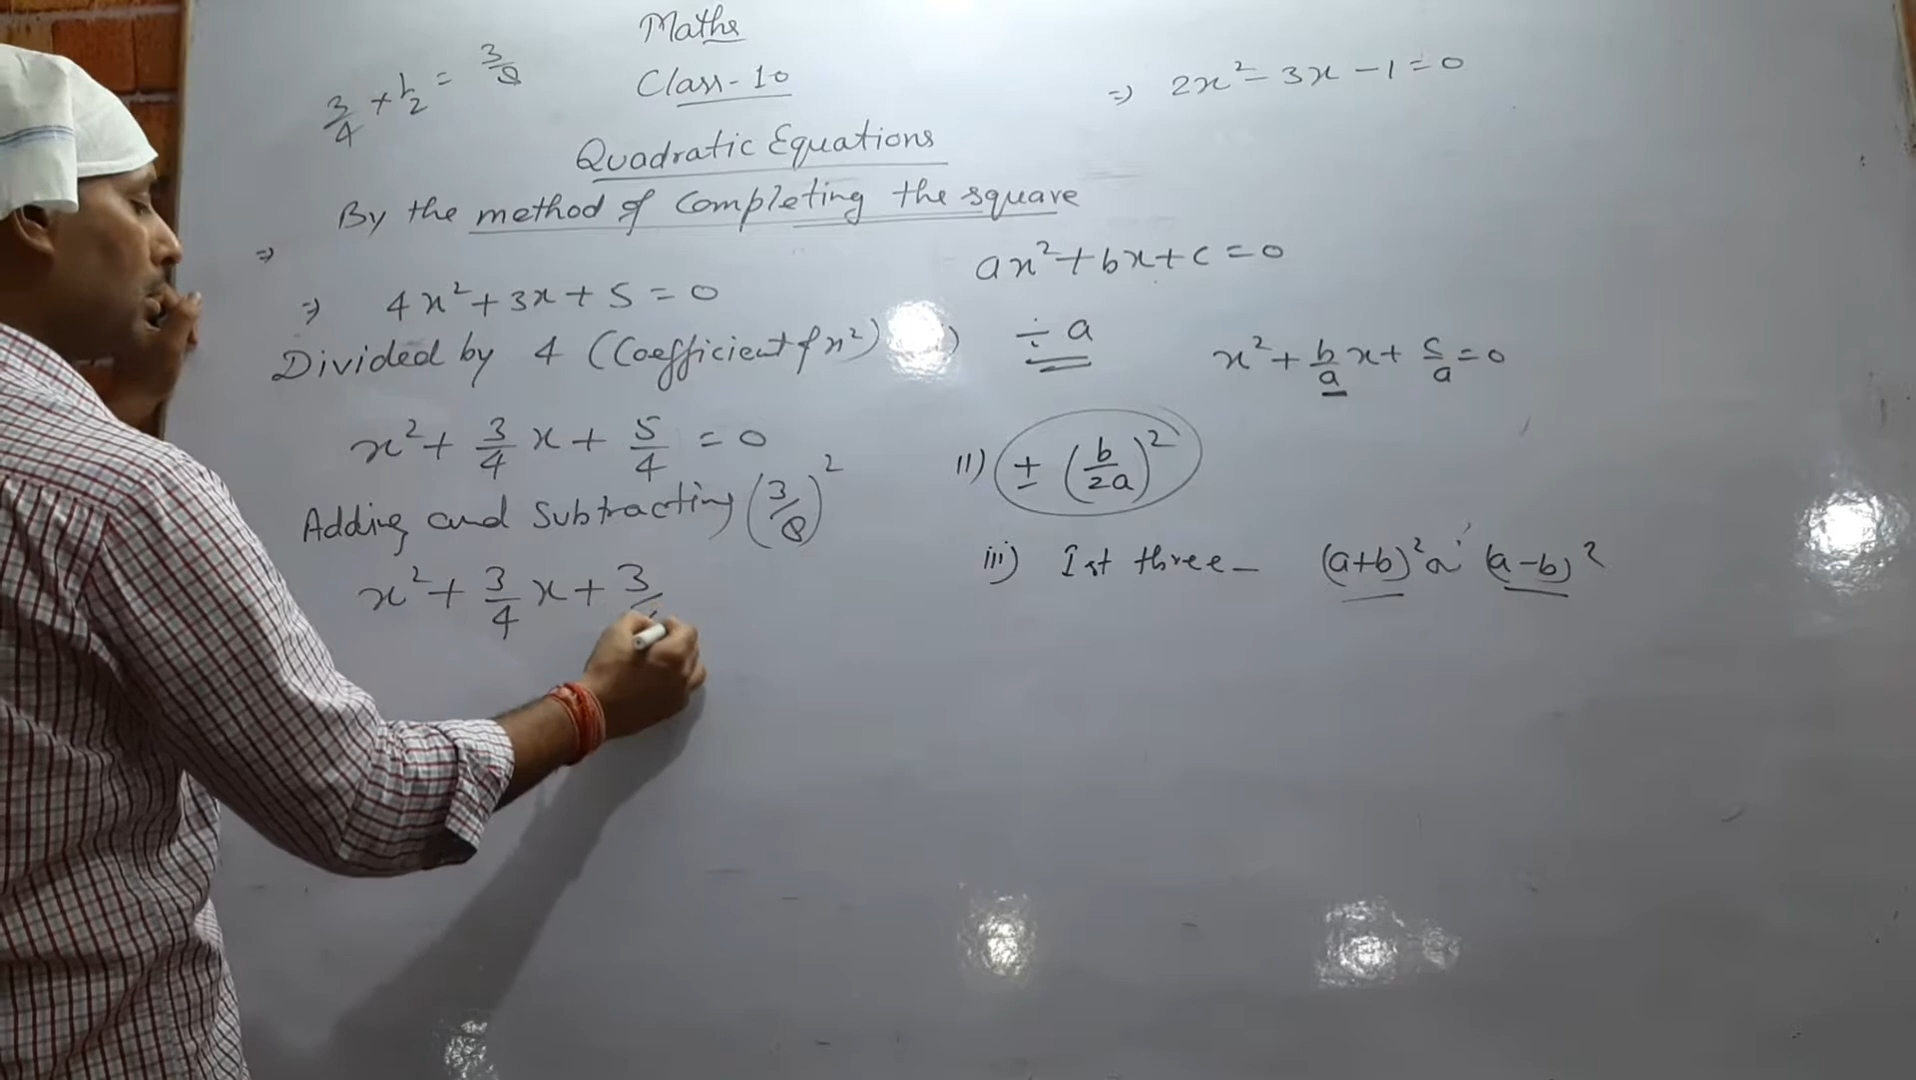 Maths
Class-10
3/4 + 1/2 = 3/8
⇒ 2x² - 3x - 1 = 0
Quadratic Equations
By the method of Completing the square
⇒
ax² + bx + c = 0
⇒ 4x² + 3x + 5 = 0
Divided by 4 (Coefficient of x²)
) ÷ a
x² + b/a x + c/a = 0
x² + 3/4 x + 5/4 = 0
ii) ± (b/2a)²
Adding and Subtracting (3/8)²
iii) Ist three - (a+b)² or (a-b)²
x² + 3/4 x + 3/